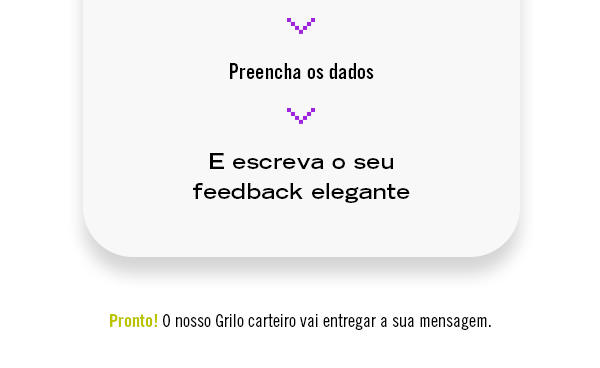 Preencha os dados
E escreva o seu
feedback elegante
Pronto! O nosso Grilo carteiro vai entregar a sua mensagem.